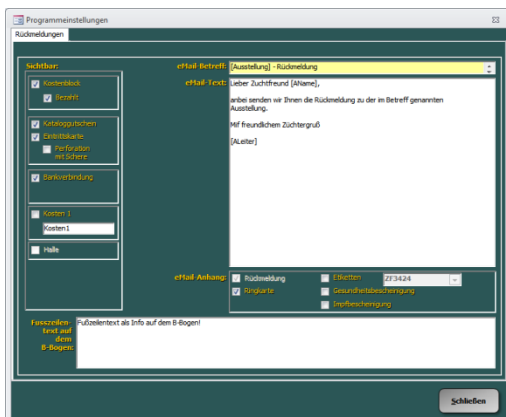 Programmeinstellungen
Rückmeldungen
Sichtbar:
Kostenblock
Bezahlt
Kataloggutschein
Eintrittskarte
Perforation
mit Schere
Bankverbindung
Kosten 1
Kosten1
Halle
eMail-Betreff:
[Ausstellung] - Rückmeldung
eMail-Text:
Lieber Zuchtfreund [AName],
anbei senden wir Ihnen die Rückmeldung zu der im Betreff genannten
Ausstellung.
Mif freundlichem Züchtergruß
[ALeiter]
eMail-Anhang:
Rückmeldung
Etiketten
ZF3424
Ringkarte
Gesundheitsbescheinigung
Impfbescheinigung
Fusszeilen-
text auf
dem
B-Bogen:
Fußzeilentext als Info auf dem B-Bogen!
Schließen